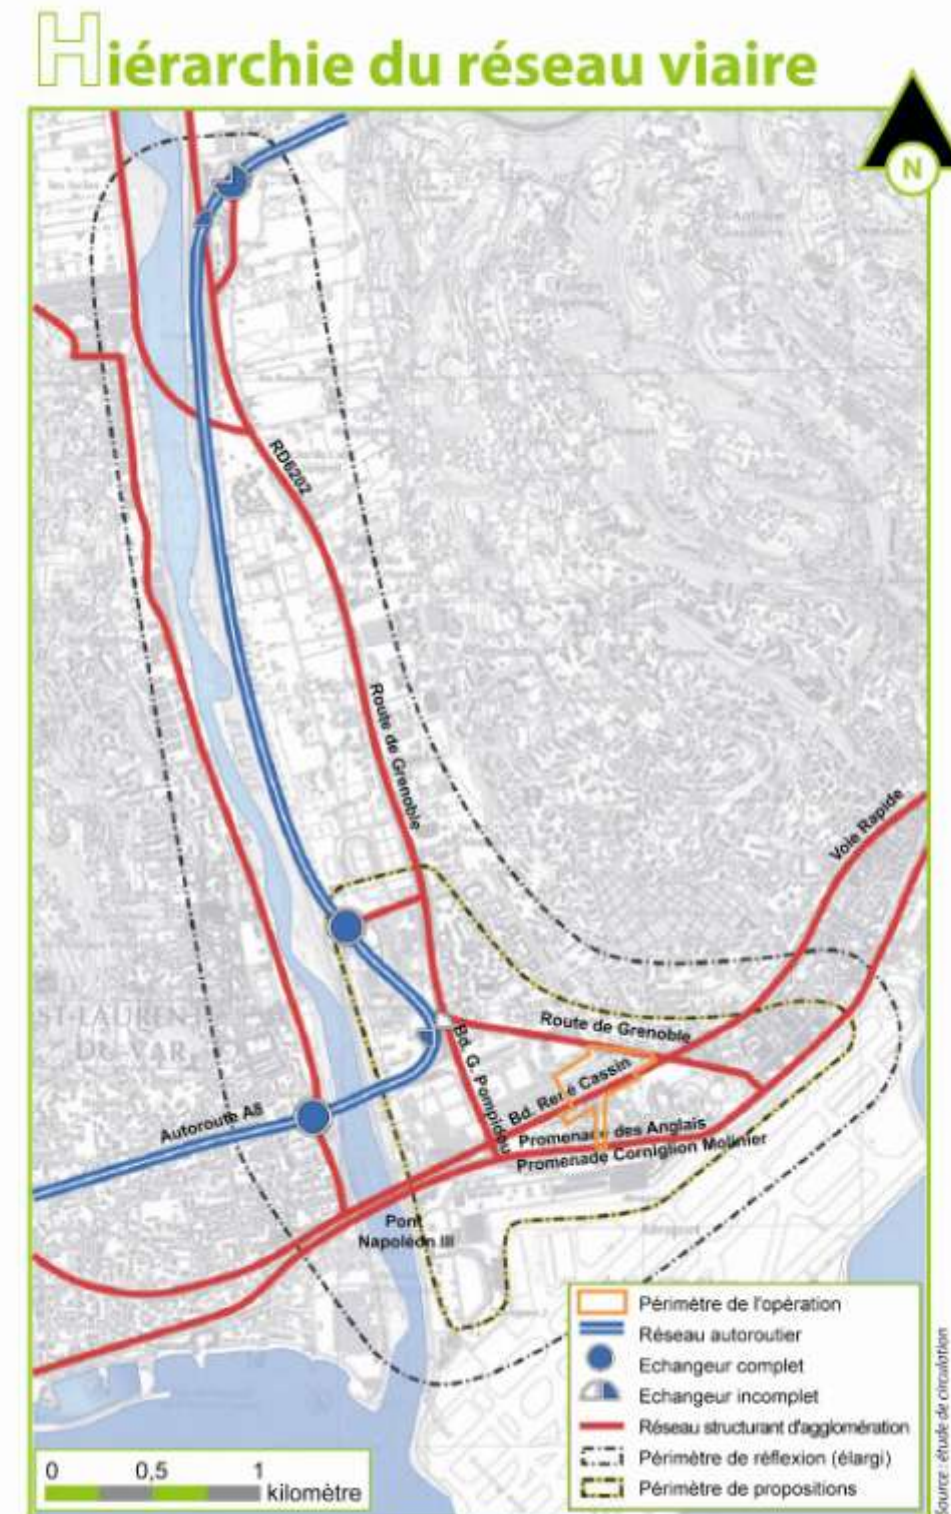 Hiérarchie du réseau viaire
N
RD6202
Route de Grenoble
Voie Rapide
ST-LAURENT
DU-VAR
Route de Grenoble
Bd. G. Pompidou
Bd. René Cassin
Autoroute A8
Promenade des Anglais
Promenade Corniglion Molinier
Pont
Napoléon III
Aéroport
Périmètre de l'opération
Réseau autoroutier
Echangeur complet
Echangeur incomplet
Réseau structurant d'agglomération
Périmètre de réflexion (élargi)
Périmètre de propositions
0 0,5 1
kilomètre
Source : étude de circulation